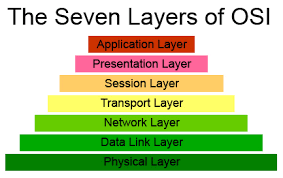 The Seven Layers of OSI
Application Layer
Presentation Layer
Session Layer
Transport Layer
Network Layer
Data Link Layer
Physical Layer